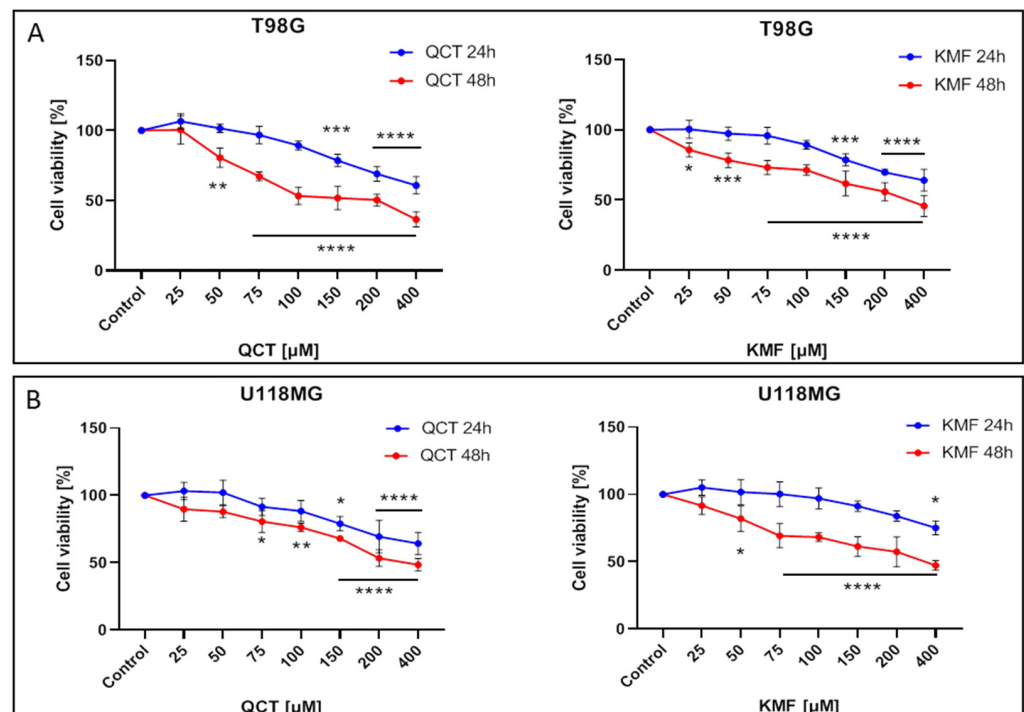 A
T98G
QCT 24h
QCT 48h
Cell viability [%]
150
100
50
0
***
****
**
****
Control 25 50 75 100 150 200 400
QCT [µM]
T98G
KMF 24h
KMF 48h
Cell viability [%]
150
100
50
0
***
****
*
***
****
Control 25 50 75 100 150 200 400
KMF [µM]
B
U118MG
QCT 24h
QCT 48h
Cell viability [%]
150
100
50
0
*
****
*
**
****
Control 25 50 75 100 150 200 400
QCT [µM]
U118MG
KMF 24h
KMF 48h
Cell viability [%]
150
100
50
0
*
*
****
Control 25 50 75 100 150 200 400
KMF [µM]